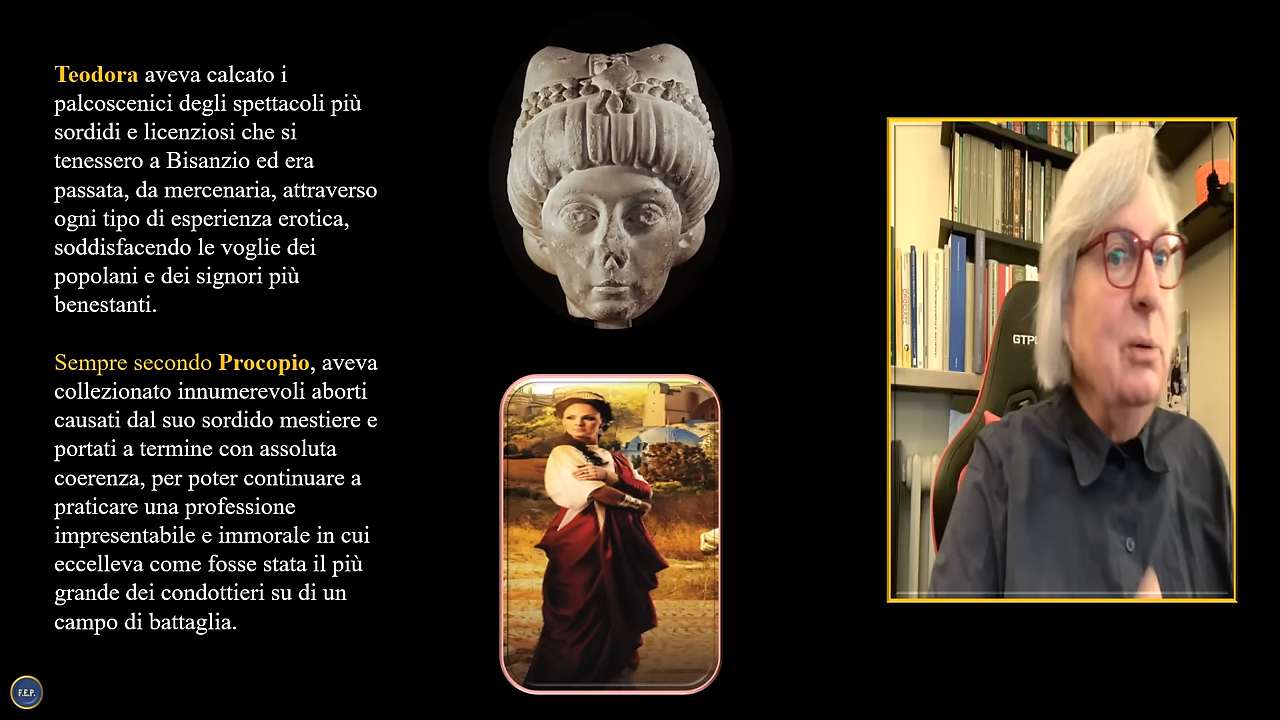 Teodora aveva calcato i
palcoscenici degli spettacoli più
sordidi e licenziosi che si
tenessero a Bisanzio ed era
passata, da mercenaria, attraverso
ogni tipo di esperienza erotica,
soddisfacendo le voglie dei
popolani e dei signori più
benestanti.
Sempre secondo Procopio, aveva
collezionato innumerevoli aborti
causati dal suo sordido mestiere e
portati a termine con assoluta
coerenza, per poter continuare a
praticare una professione
impresentabile e immorale in cui
eccelleva come fosse stata il più
grande dei condottieri su di un
campo di battaglia.
F.E.P.